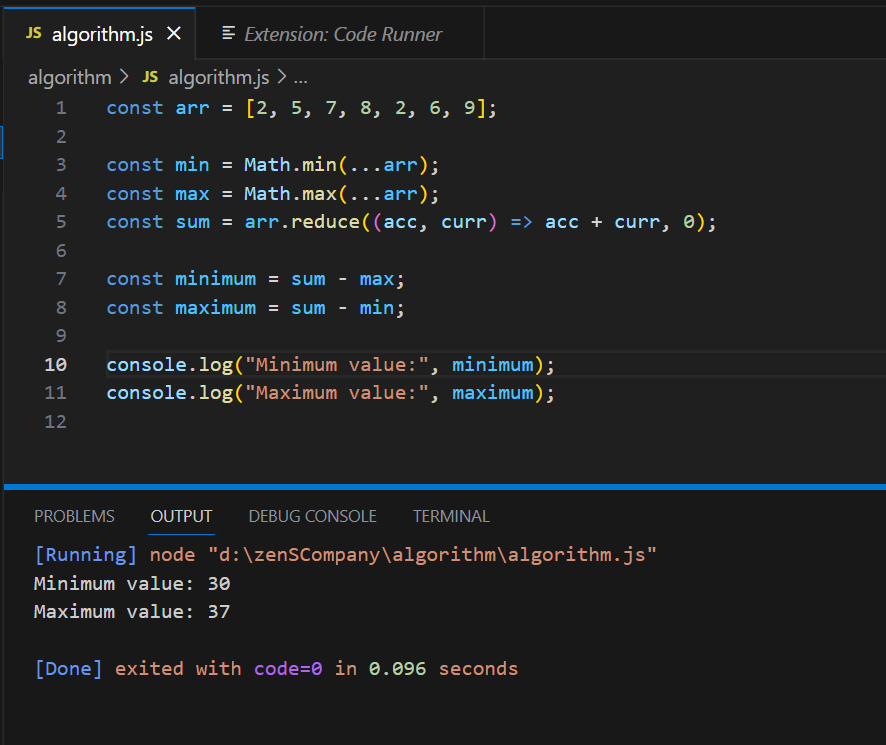 JS algorithm.js × Extension: Code Runner
algorithm > JS algorithm.js > ...
1 const arr = [2, 5, 7, 8, 2, 6, 9];
2
3 const min = Math.min(...arr);
4 const max = Math.max(...arr);
5 const sum = arr.reduce((acc, curr) => acc + curr, 0);
6
7 const minimum = sum - max;
8 const maximum = sum - min;
9
10 console.log("Minimum value:", minimum);
11 console.log("Maximum value:", maximum);
12
PROBLEMS OUTPUT DEBUG CONSOLE TERMINAL
[Running] node "d:\zenSCompany\algorithm\algorithm.js"
Minimum value: 30
Maximum value: 37
[Done] exited with code=0 in 0.096 seconds